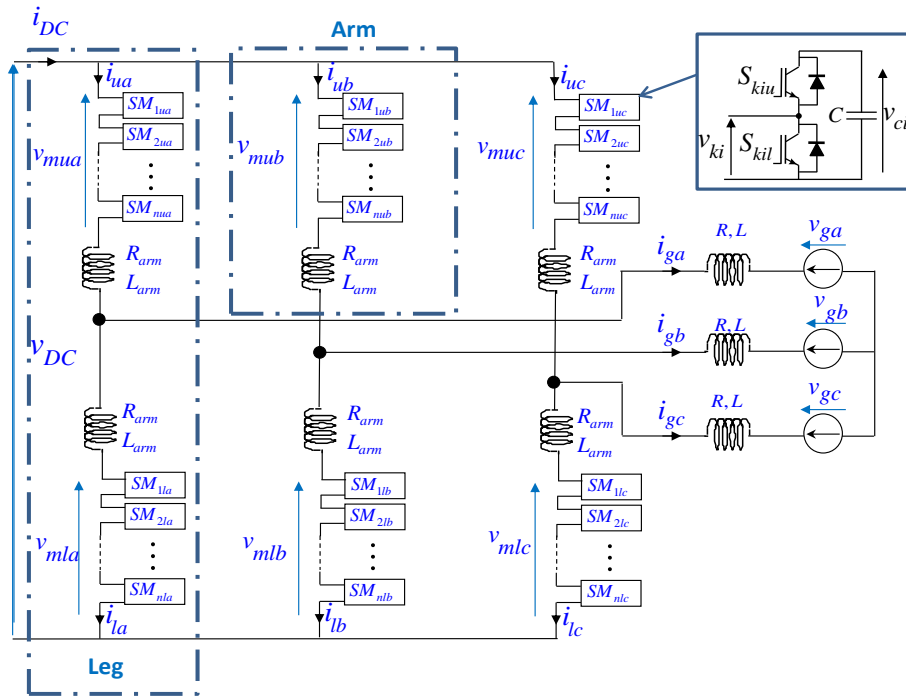 i_DC
Arm
i_ua
i_ub
i_uc
SM_1ua
SM_2ua
SM_nua
v_mua
SM_1ub
SM_2ub
SM_nub
v_mub
SM_1uc
SM_2uc
SM_nuc
v_muc
S_kiu
S_kil
v_ki
C
v_ci
R_arm
L_arm
R_arm
L_arm
R_arm
L_arm
i_ga
R, L
v_ga
i_gb
R, L
v_gb
i_gc
R, L
v_gc
v_DC
R_arm
L_arm
R_arm
L_arm
R_arm
L_arm
SM_1la
SM_2la
SM_nla
v_mla
SM_1lb
SM_2lb
SM_nlb
v_mlb
SM_1lc
SM_2lc
SM_nlc
v_mlc
i_la
i_lb
i_lc
Leg